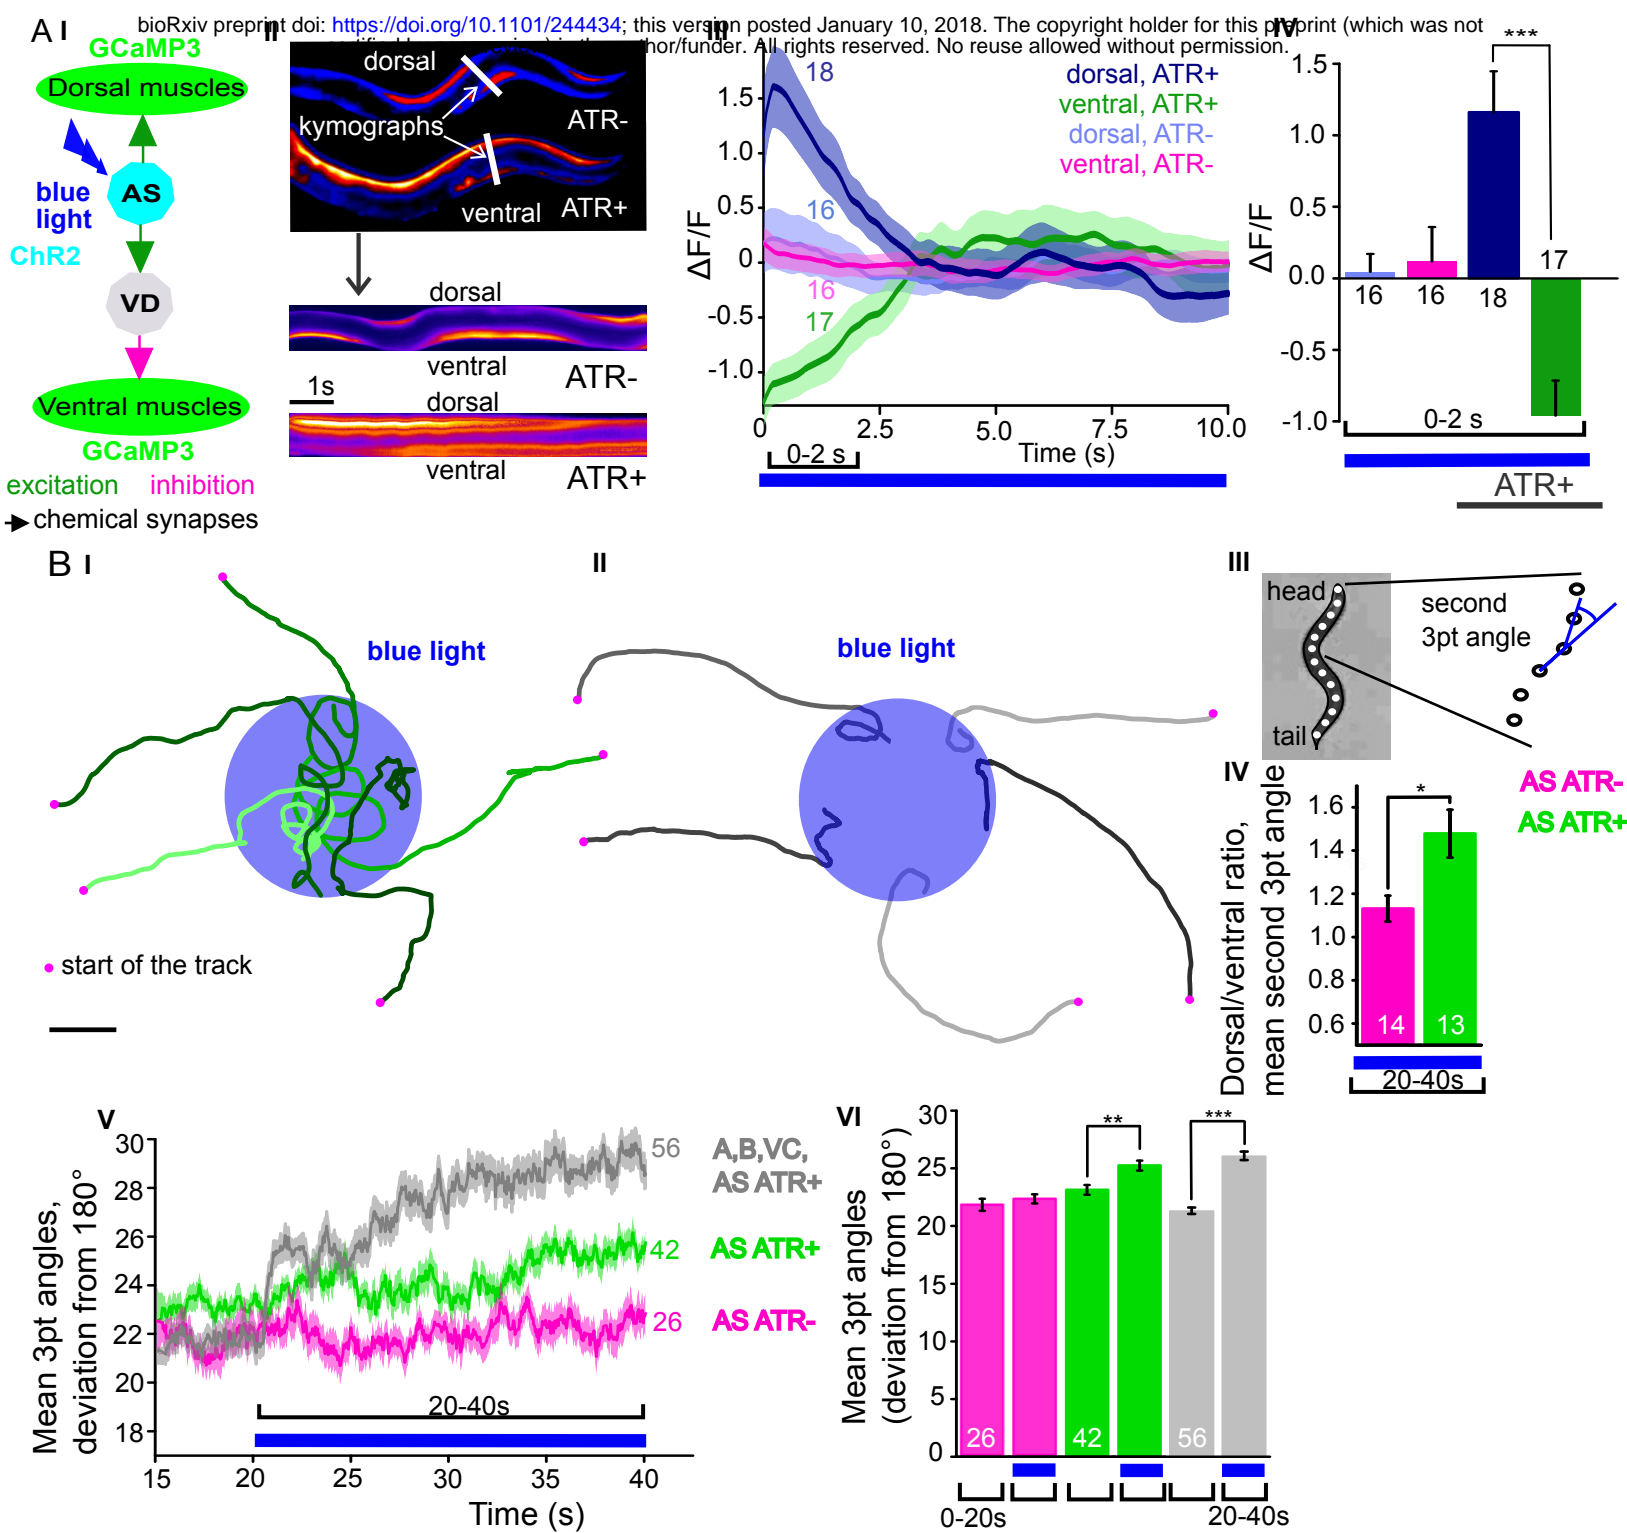 bioRxiv preprint doi: https://doi.org/10.1101/244434; this version posted January 10, 2018. The copyright holder for this preprint (which was not
author/funder. All rights reserved. No reuse allowed without permission.
A I
GCaMP3
Dorsal muscles
blue
light
AS
ChR2
VD
Ventral muscles
GCaMP3
excitation inhibition
chemical synapses
II
dorsal
kymographs
ATR-
ventral
ATR+
dorsal
ventral
ATR-
1s
dorsal
ventral
ATR+
III
18
dorsal, ATR+
ventral, ATR+
dorsal, ATR-
ventral, ATR-
16
16
17
ΔF/F
1.5
1.0
0.5
0
-0.5
-1.0
0 2.5 5.0 7.5 10.0
Time (s)
0-2 s
IV
***
ΔF/F
1.5
1.0
0.5
0.0
-0.5
-1.0
16 16 18 17
0-2 s
ATR+
B I
blue light
start of the track
II
blue light
III
head
tail
second
3pt angle
IV
Dorsal/ventral ratio,
mean second 3pt angle
1.6
1.4
1.2
1.0
0.8
0.6
*
AS ATR-
AS ATR+
14 13
20-40s
V
Mean 3pt angles,
deviation from 180°
30
28
26
24
22
20
18
56
A,B,VC,
AS ATR+
42 AS ATR+
26 AS ATR-
20-40s
15 20 25 30 35 40
Time (s)
VI
Mean 3pt angles
(deviation from 180°)
30
25
20
15
10
5
0
** ***
26 42 56
0-20s 20-40s